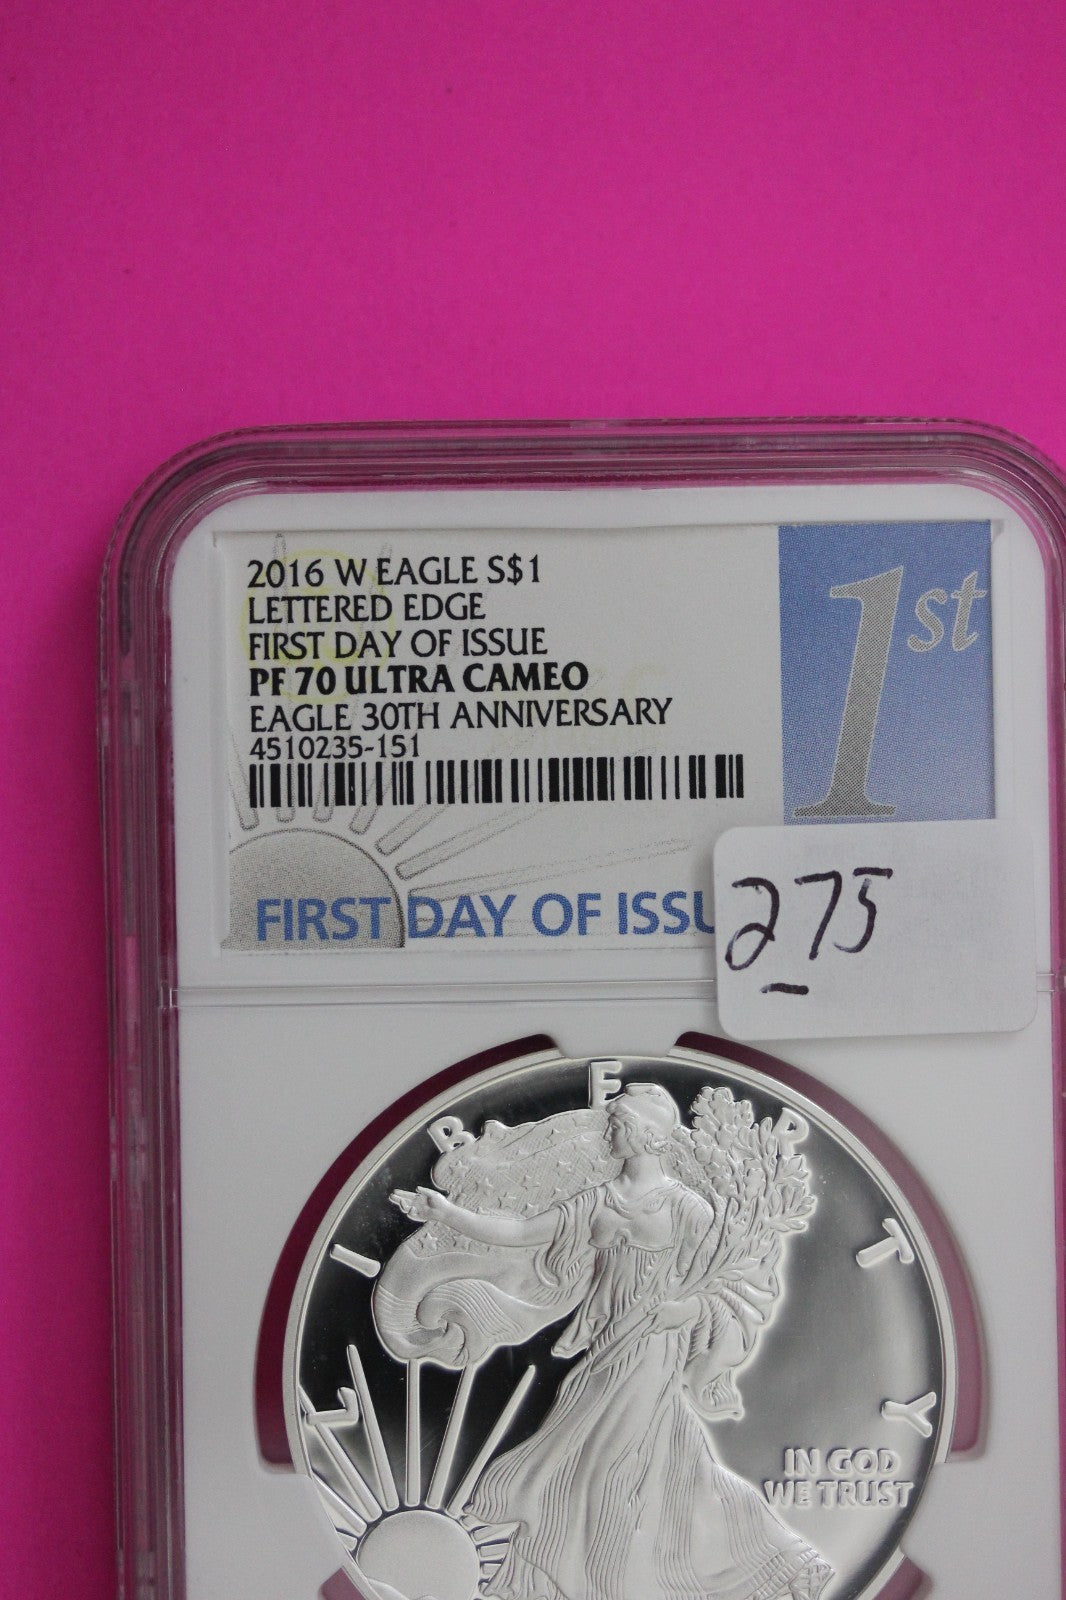 2016 W EAGLE S$1
LETTERED EDGE
FIRST DAY OF ISSUE
PF 70 ULTRA CAMEO
EAGLE 30TH ANNIVERSARY
4510235-151
1st
FIRST DAY OF ISSU
275
LIBERTY
IN GOD
WE TRUST